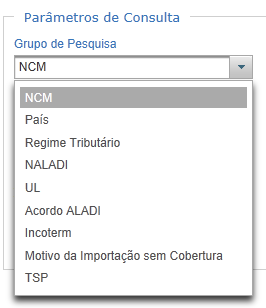 Parâmetros de Consulta
Grupo de Pesquisa
NCM
NCM
País
Regime Tributário
NALADI
UL
Acordo ALADI
Incoterm
Motivo da Importação sem Cobertura
TSP